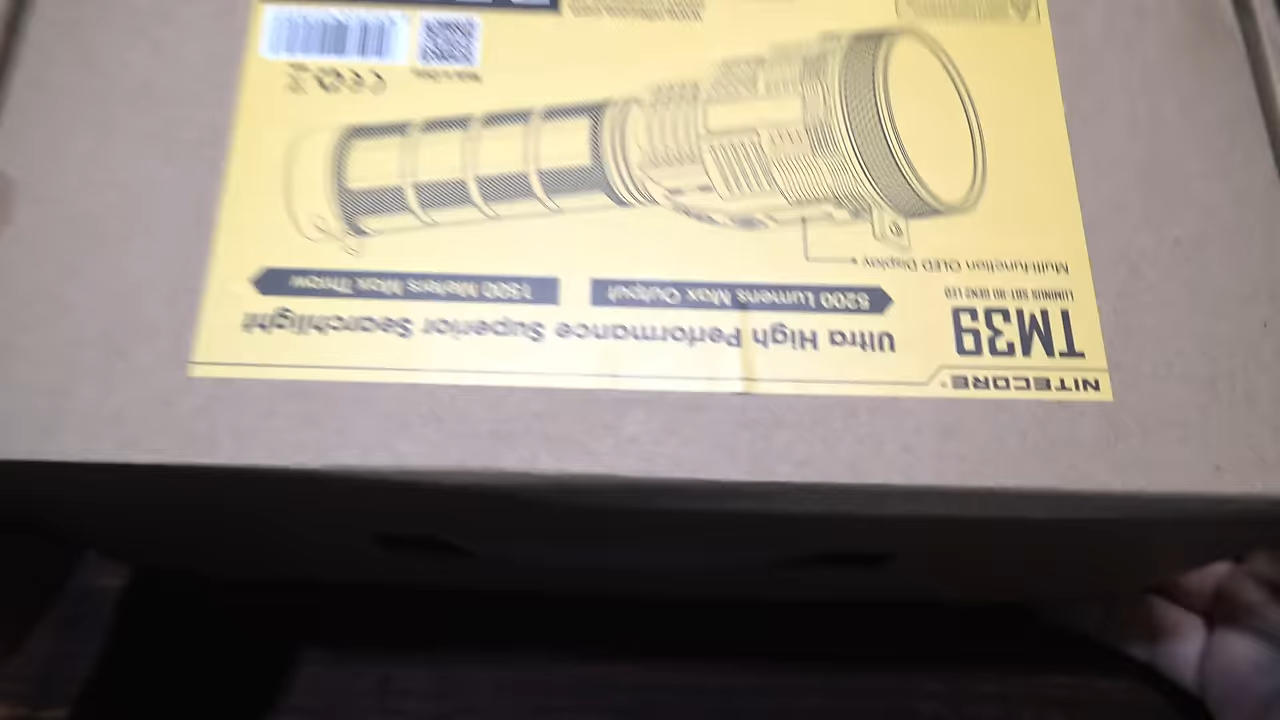 NITECORE®
TM39
LUMINUS SBT-90 GEN2 LED
Ultra High Performance Superior Searchlight
5200 Lumens Max Output
1500 Meters Max Throw
Multi-function OLED Display